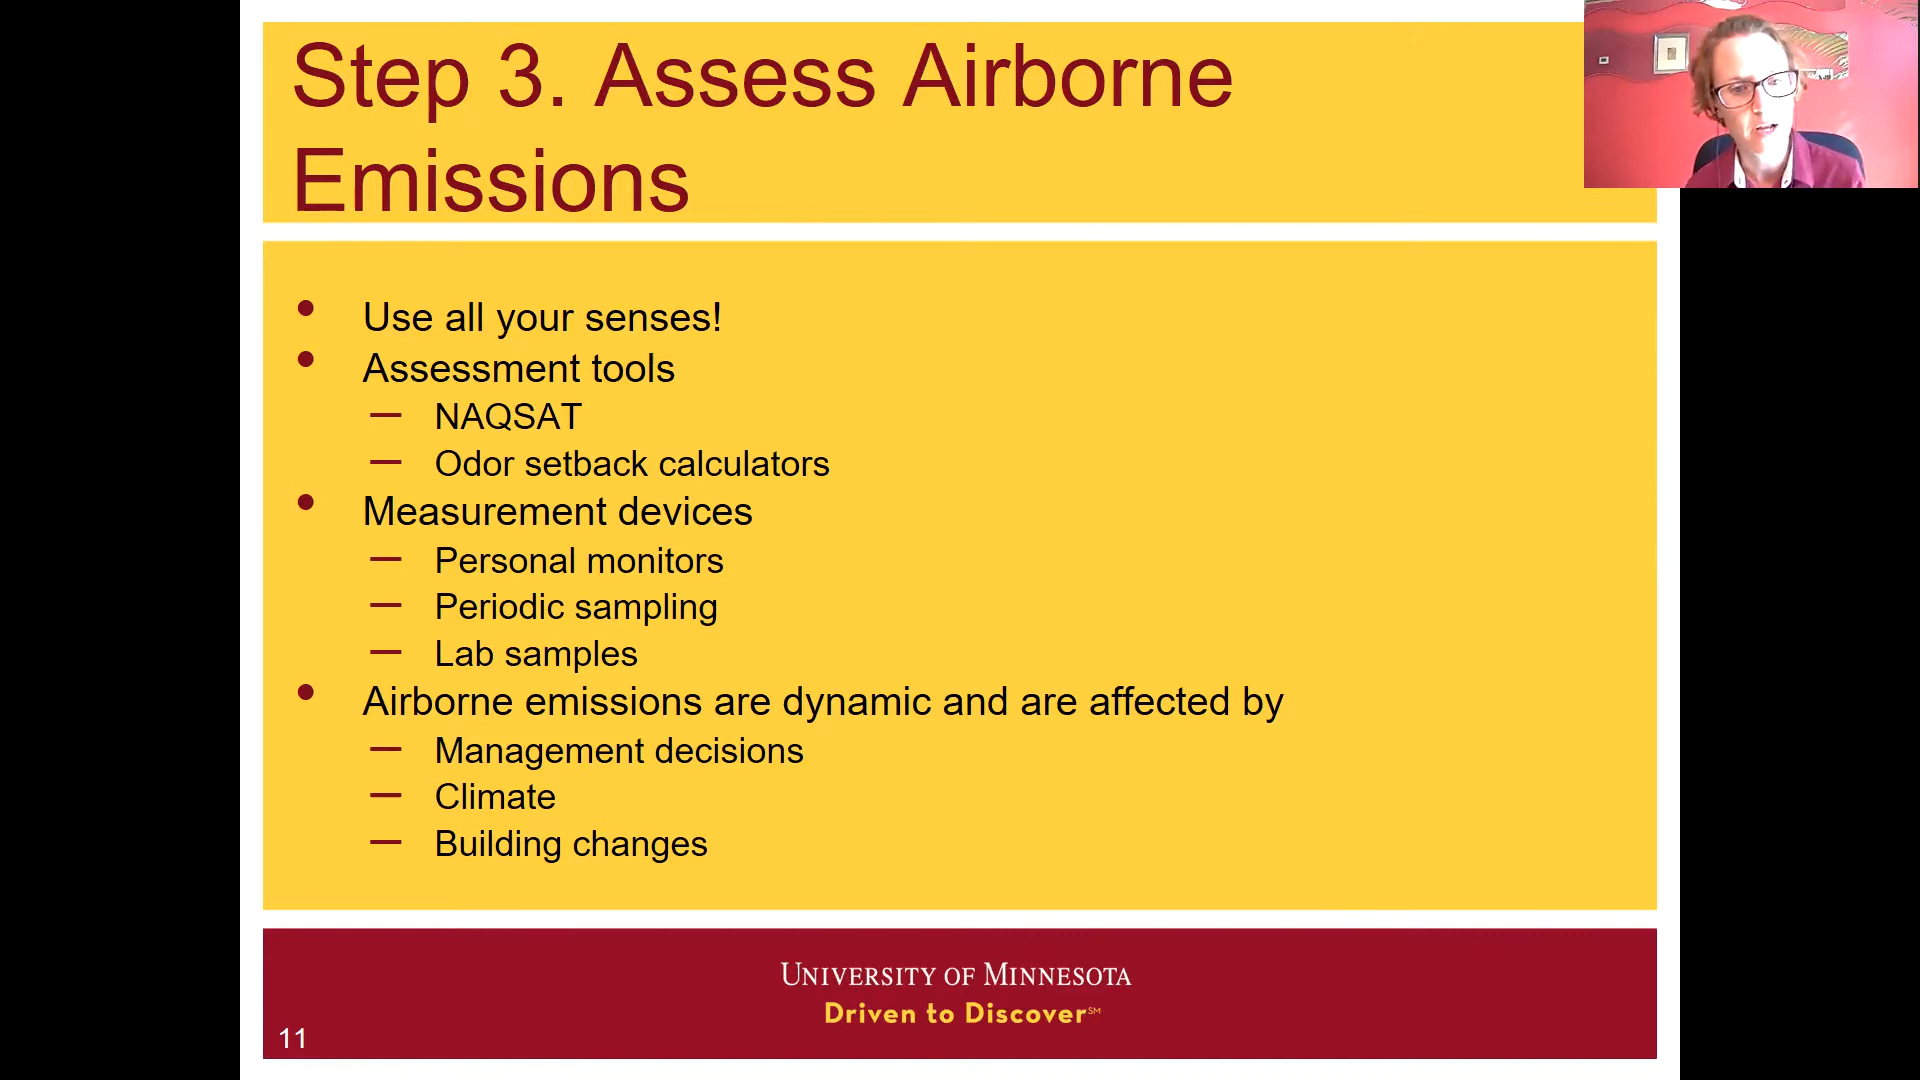 Step 3. Assess Airborne
Emissions
• Use all your senses!
• Assessment tools
— NAQSAT
— Odor setback calculators
• Measurement devices
— Personal monitors
— Periodic sampling
— Lab samples
• Airborne emissions are dynamic and are affected by
— Management decisions
— Climate
— Building changes
UNIVERSITY OF MINNESOTA
Driven to Discover℠
11